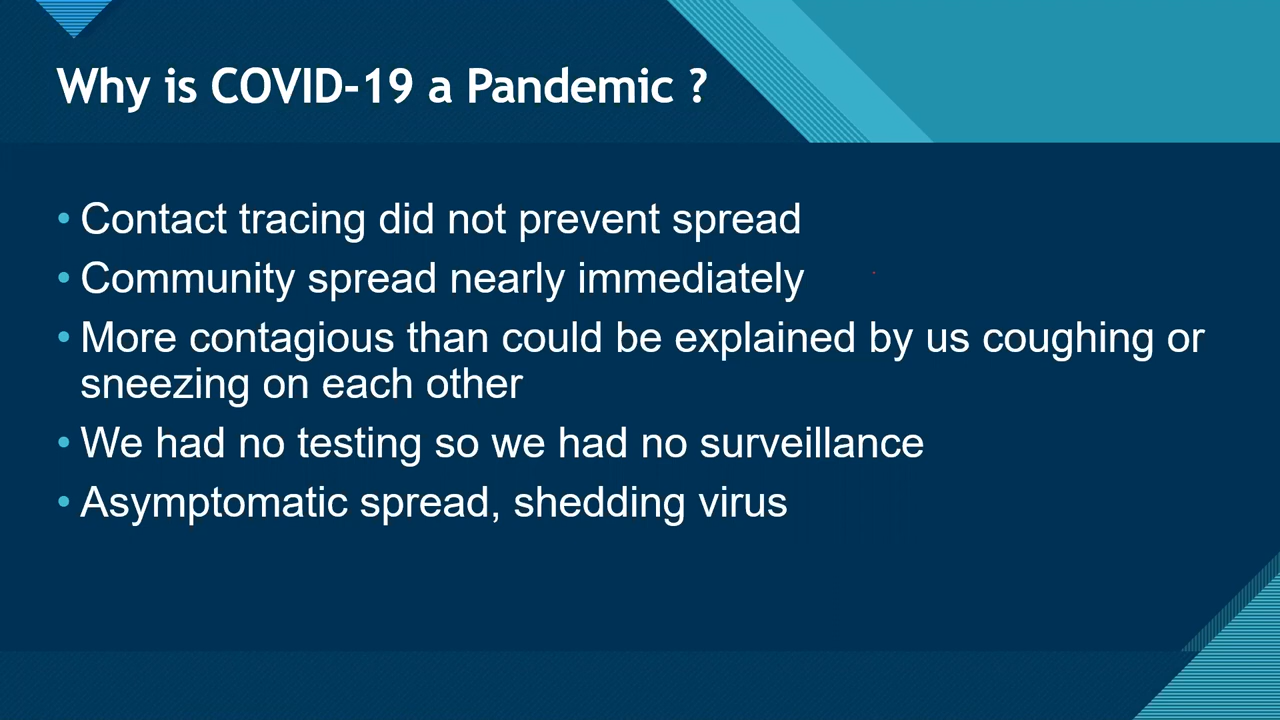 Why is COVID-19 a Pandemic ?
• Contact tracing did not prevent spread
• Community spread nearly immediately
• More contagious than could be explained by us coughing or
sneezing on each other
• We had no testing so we had no surveillance
• Asymptomatic spread, shedding virus